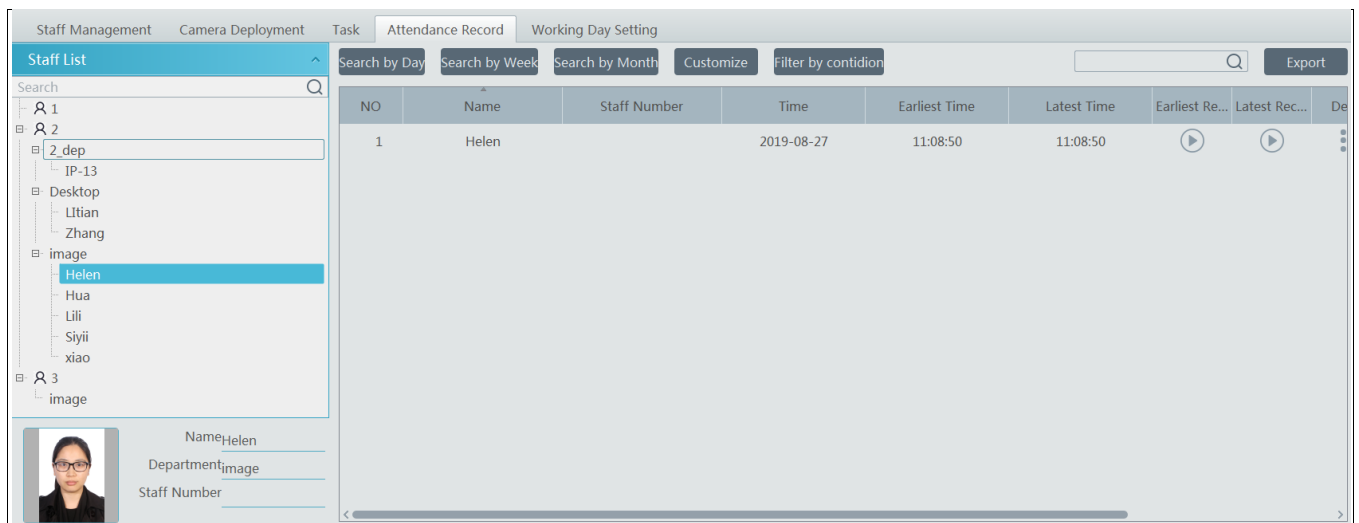 Staff Management Camera Deployment Task Attendance Record Working Day Setting
Staff List
Search by Day Search by Week Search by Month Customize Filter by contidion Export
Search
NO Name Staff Number Time Earliest Time Latest Time Earliest Re... Latest Rec... De
1 Helen 2019-08-27 11:08:50 11:08:50
1
2
2_dep
IP-13
Desktop
LItian
Zhang
image
Helen
Hua
Lili
Siyii
xiao
3
image
Name Helen
Department image
Staff Number